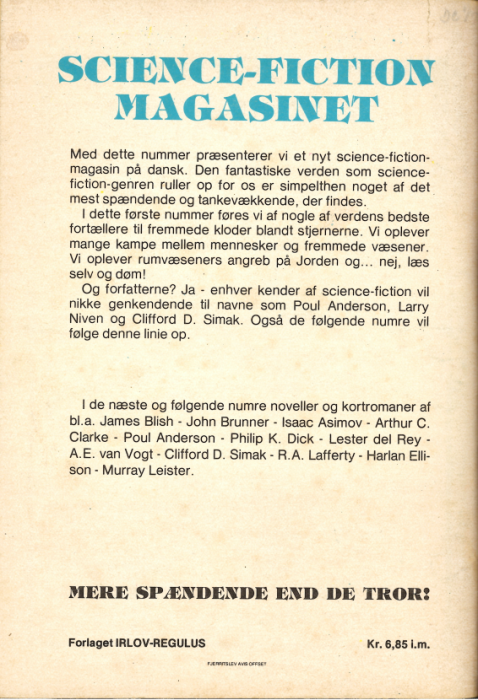 SCIENCE-FICTION
MAGASINET
Med dette nummer præsenterer vi et nyt science-fiction-
magasin på dansk. Den fantastiske verden som science-
fiction-genren ruller op for os er simpelthen noget af det
mest spændende og tankevækkende, der findes.
I dette første nummer føres vi af nogle af verdens bedste
fortællere til fremmede kloder blandt stjernerne. Vi oplever
mange kampe mellem mennesker og fremmede væsener.
Vi oplever rumvæseners angreb på Jorden og... nej, læs
selv og døm!
Og forfatterne? Ja - enhver kender af science-fiction vil
nikke genkendende til navne som Poul Anderson, Larry
Niven og Clifford D. Simak. Også de følgende numre vil
følge denne linie op.
I de næste og følgende numre noveller og kortromaner af
bl.a. James Blish - John Brunner - Isaac Asimov - Arthur C.
Clarke - Poul Anderson - Philip K. Dick - Lester del Rey -
A.E. van Vogt - Clifford D. Simak - R.A. Lafferty - Harlan Elli-
son - Murray Leister.
MERE SPÆNDENDE END DE TROR!
Forlaget IRLOV-REGULUS Kr. 6,85 i.m.
FJERRITSLEV AVIS OFFSET